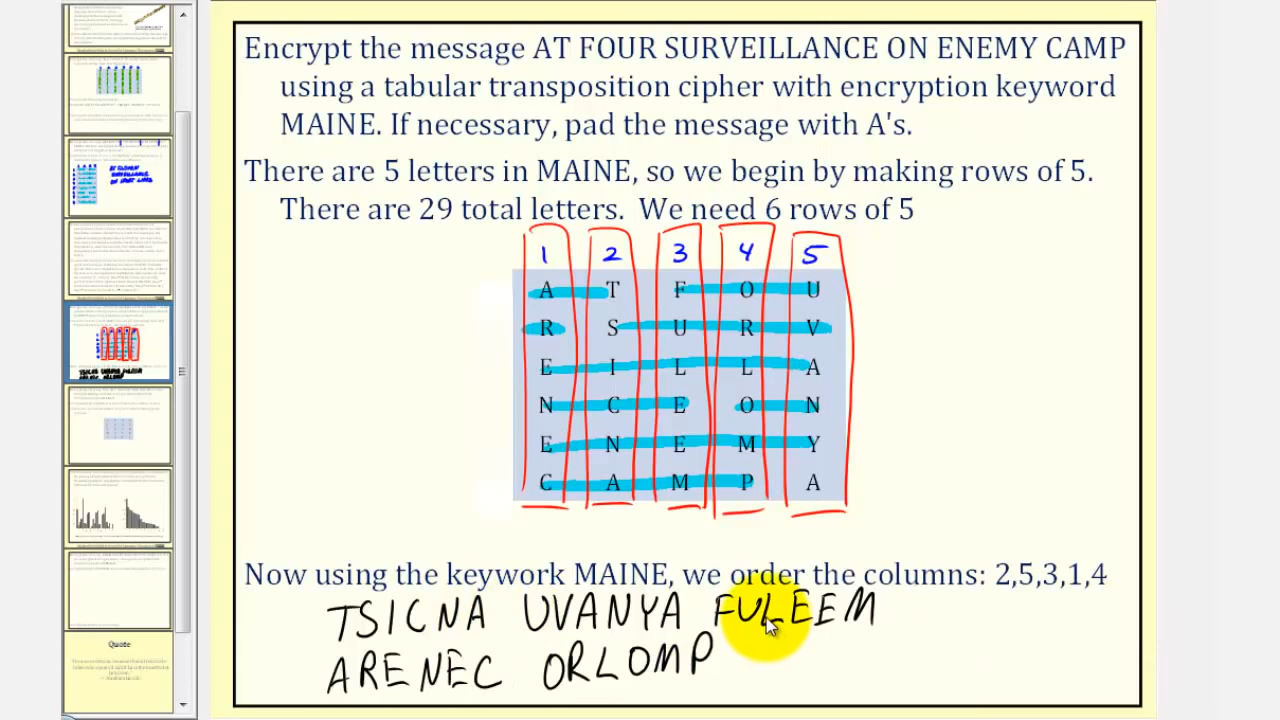 Encrypt the message AT FOUR SURVEILLANCE ON ENEMY CAMP
using a tabular transposition cipher with encryption keyword
MAINE. If necessary, pad the message with A's.
There are 5 letters in MAINE, so we begin by making rows of 5.
There are 29 total letters. We need 6 rows of 5
1 2 3 4 5
A T F O U
R S U R V
E I L L A
N C E O N
E N E M Y
C A M P A
Now using the keywork MAINE, we order the columns: 2,5,3,1,4
TSICNA UVANYA FULEEM
ARENEC ORLOMP
Quote